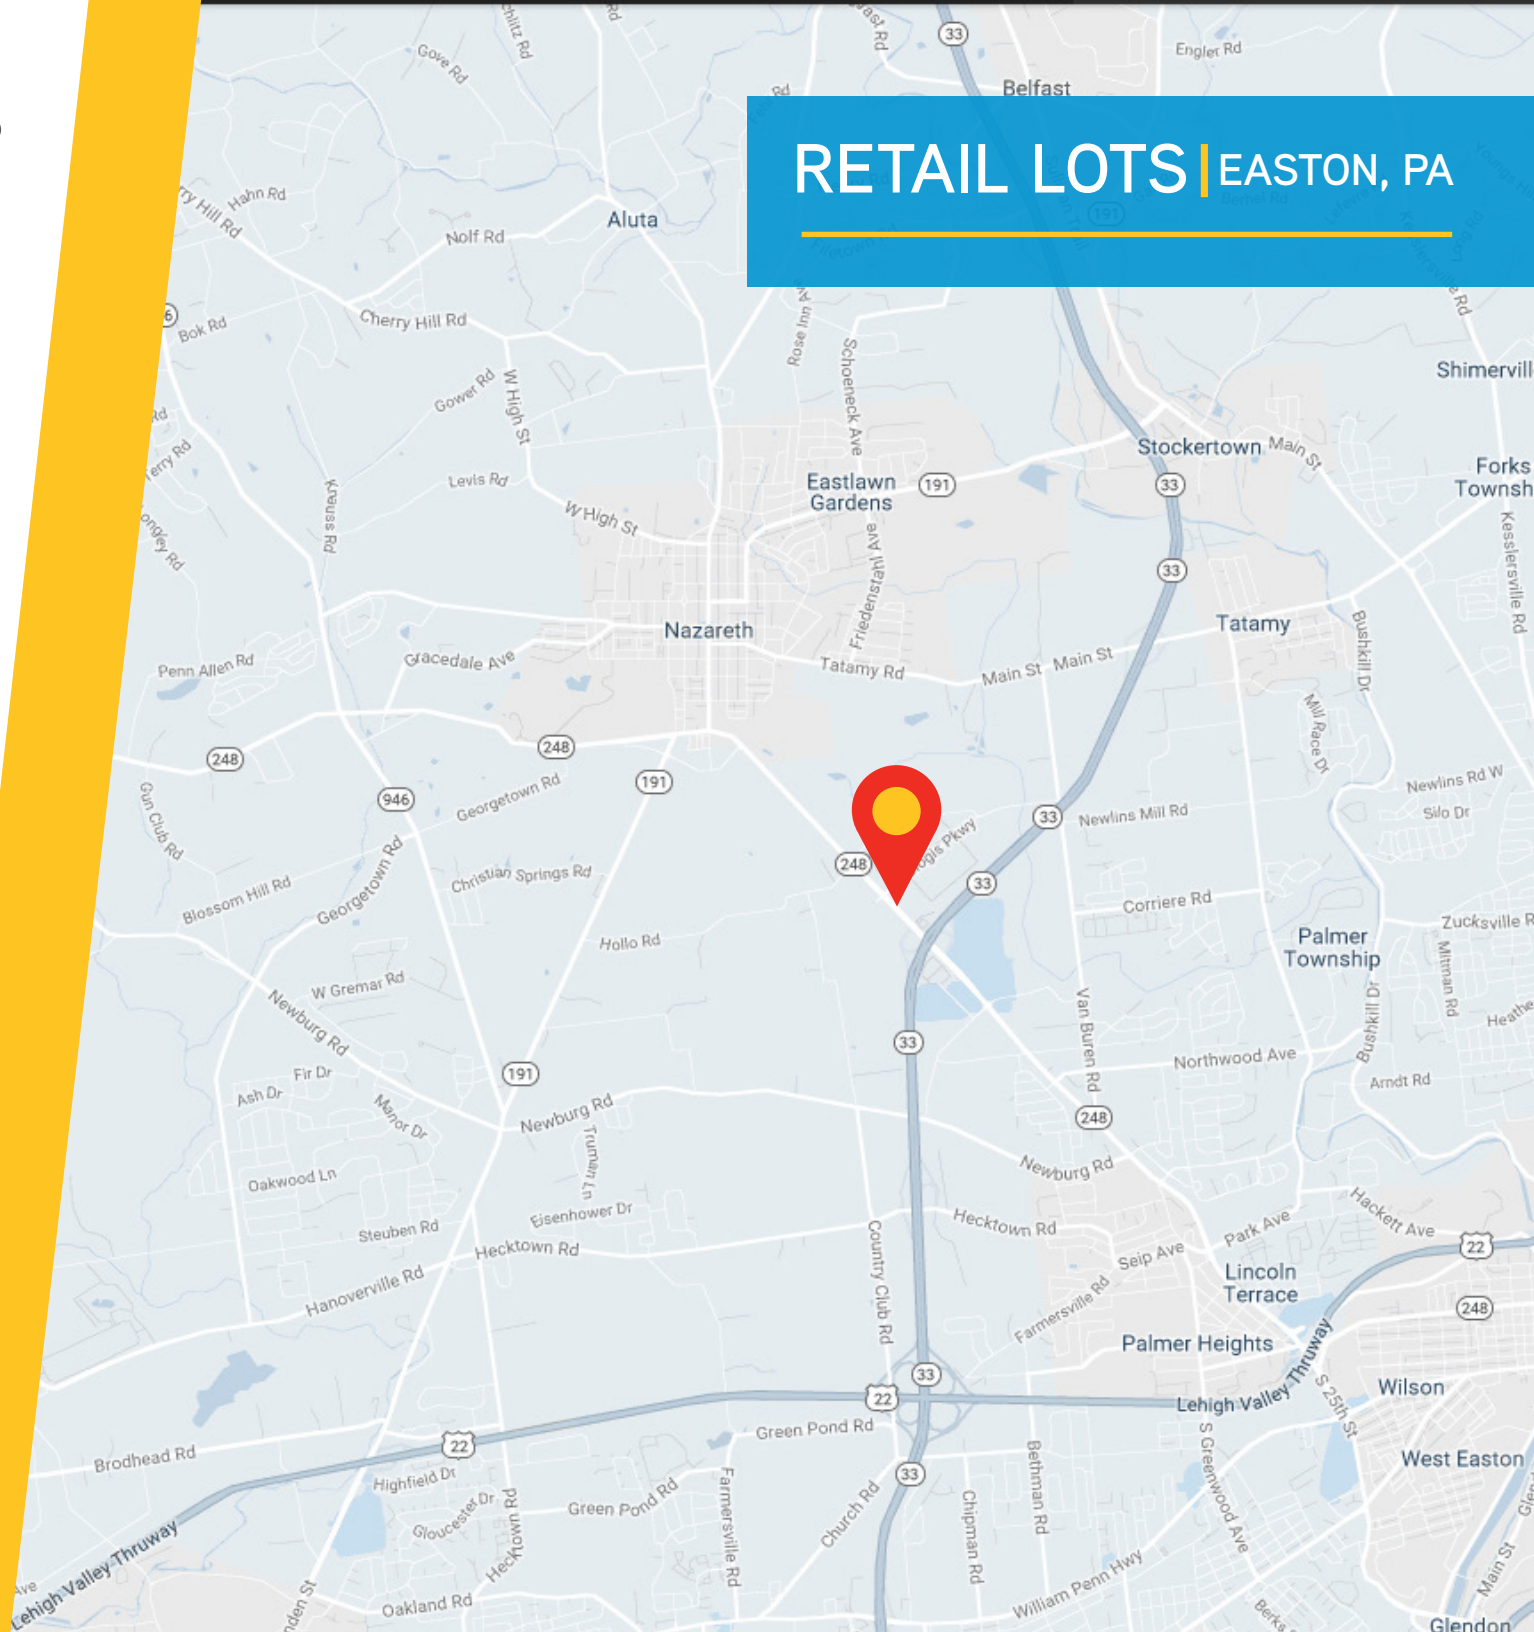 33
Engler Rd
Gove Rd
Belfast
RETAIL LOTS | EASTON, PA
191
Hahn Rd
Nolf Rd
Aluta
Bok Rd
Cherry Hill Rd
Rose Inn Ave
Schoeneck Ave
Gower Rd
W High St
Stockertown
Main St
Levis Rd
Eastlawn
Gardens
191
33
Knauss Rd
W High St
Kesslersville Rd
Friedenstahl Ave
33
Nazareth
Tatamy
Bushkill Dr
Penn Allen Rd
Gracedale Ave
Tatamy Rd
Main St
Main St
Mill Race Dr
248
248
191
946
Georgetown Rd
Gun Club Rd
33
Newlins Mill Rd
Newlins Rd W
Silo Dr
248
33
Georgetown Rd
Christian Springs Rd
Blossom Hill Rd
Corriere Rd
Hollo Rd
Palmer
Township
Mitman Rd
W Gremar Rd
Newburg Rd
Van Buren Rd
Bushkill Dr
33
Northwood Ave
Fir Dr
191
Arndt Rd
Ash Dr
Manor Dr
Newburg Rd
248
Truman Ln
Newburg Rd
Oakwood Ln
Hackett Ave
Steuben Rd
Eisenhower Dr
Hecktown Rd
Park Ave
Hecktown Rd
Seip Ave
22
Hanoverville Rd
Country Club Rd
Farmersville Rd
Lincoln
Terrace
248
Palmer Heights
33
22
Lehigh Valley Thruway
S 25th St
Wilson
Green Pond Rd
22
Brodhead Rd
West Easton
33
Highfield Dr
Gloucester Dr
Green Pond Rd
Farmersville Rd
Church Rd
Chipman Rd
Bethman Rd
S Greenwood Ave
Lehigh Valley Thruway
Oakland Rd
William Penn Hwy
Main St
Glendon